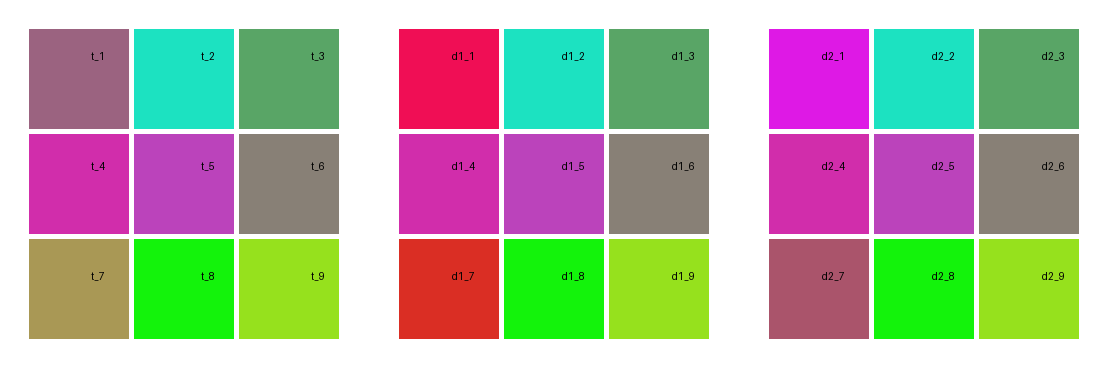 t_1 t_2 t_3 d1_1 d1_2 d1_3 d2_1 d2_2 d2_3
t_4 t_5 t_6 d1_4 d1_5 d1_6 d2_4 d2_5 d2_6
t_7 t_8 t_9 d1_7 d1_8 d1_9 d2_7 d2_8 d2_9